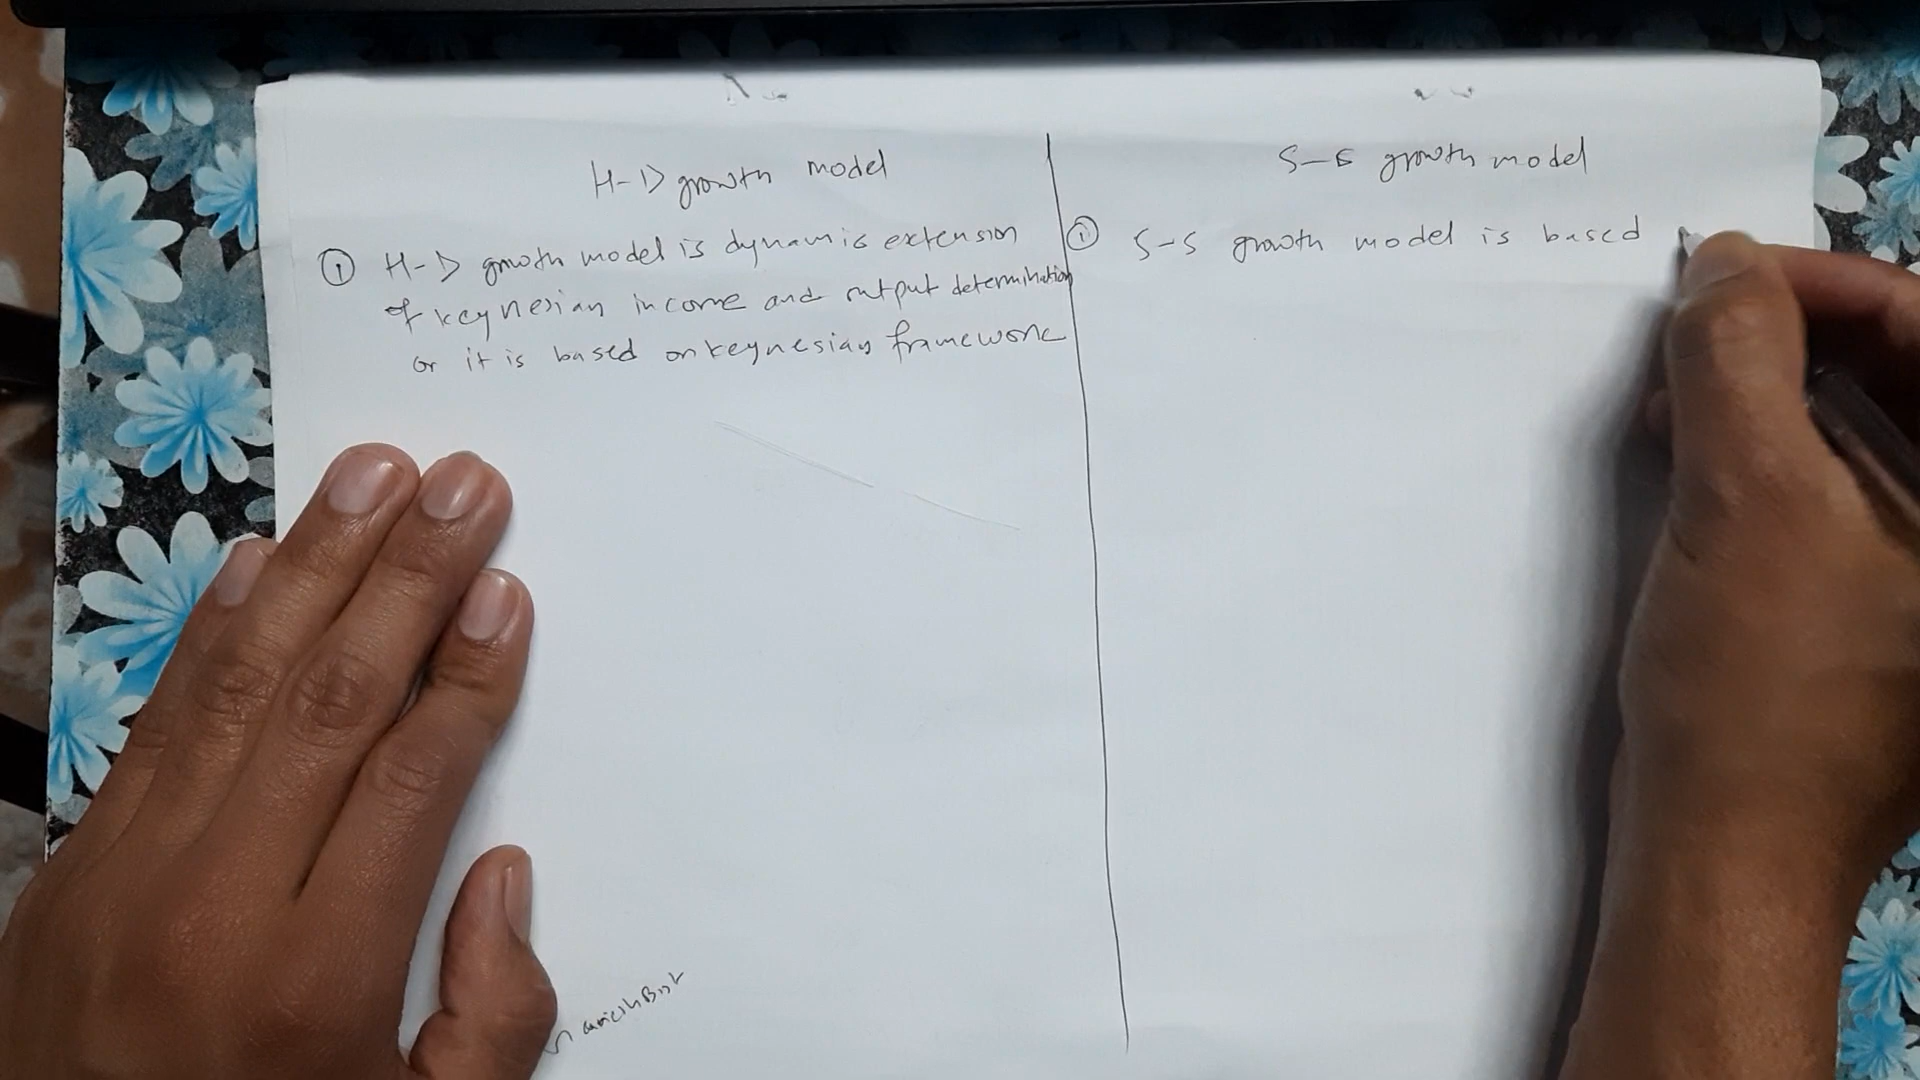 H-D growth model
① H-D growth model is dynamic extension
of keynesian income and output determination
or it is based on keynesian framework
S-S growth model
① S-S growth model is based